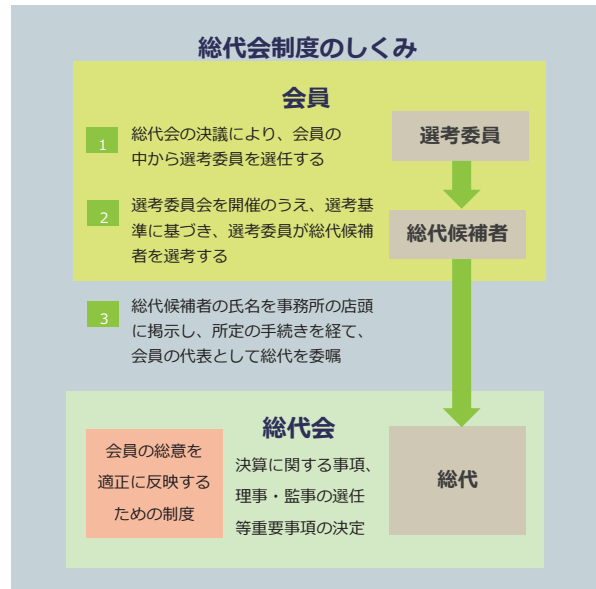 総代会制度のしくみ
会員
1
総代会の決議により、会員の
中から選考委員を選任する
選考委員
2
選考委員会を開催のうえ、選考基
準に基づき、選考委員が総代候補
者を選考する
総代候補者
3
総代候補者の氏名を事務所の店頭
に掲示し、所定の手続きを経て、
会員の代表として総代を委嘱
総代会
会員の総意を
適正に反映する
ための制度
決算に関する事項、
理事・監事の選任
等重要事項の決定
総代